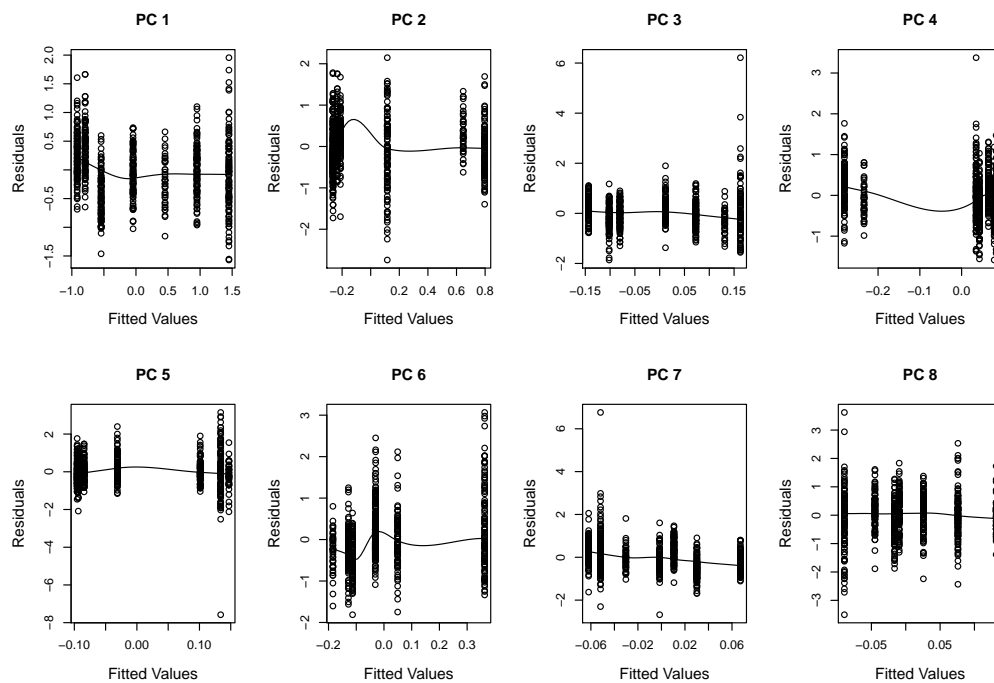 PC 1 PC 2 PC 3 PC 4
2.0 1.5 1.0 0.5 −0.5 −1.5 Residuals −1.0 0.0 0.5 1.0 1.5 Fitted Values
2 1 0 −1 −2 Residuals −0.2 0.2 0.4 0.6 0.8 Fitted Values
6 4 2 0 −2 Residuals −0.15 −0.05 0.05 0.15 Fitted Values
3 2 1 0 −1 Residuals −0.2 −0.1 0.0 Fitted Values
PC 5 PC 6 PC 7 PC 8
2 0 −2 −4 −6 −8 Residuals −0.10 0.00 0.10 Fitted Values
3 2 1 0 −1 −2 Residuals −0.2 0.0 0.1 0.2 0.3 Fitted Values
6 4 2 0 −2 Residuals −0.06 −0.02 0.02 0.06 Fitted Values
3 2 1 0 −1 −2 −3 Residuals −0.05 0.05 Fitted Values